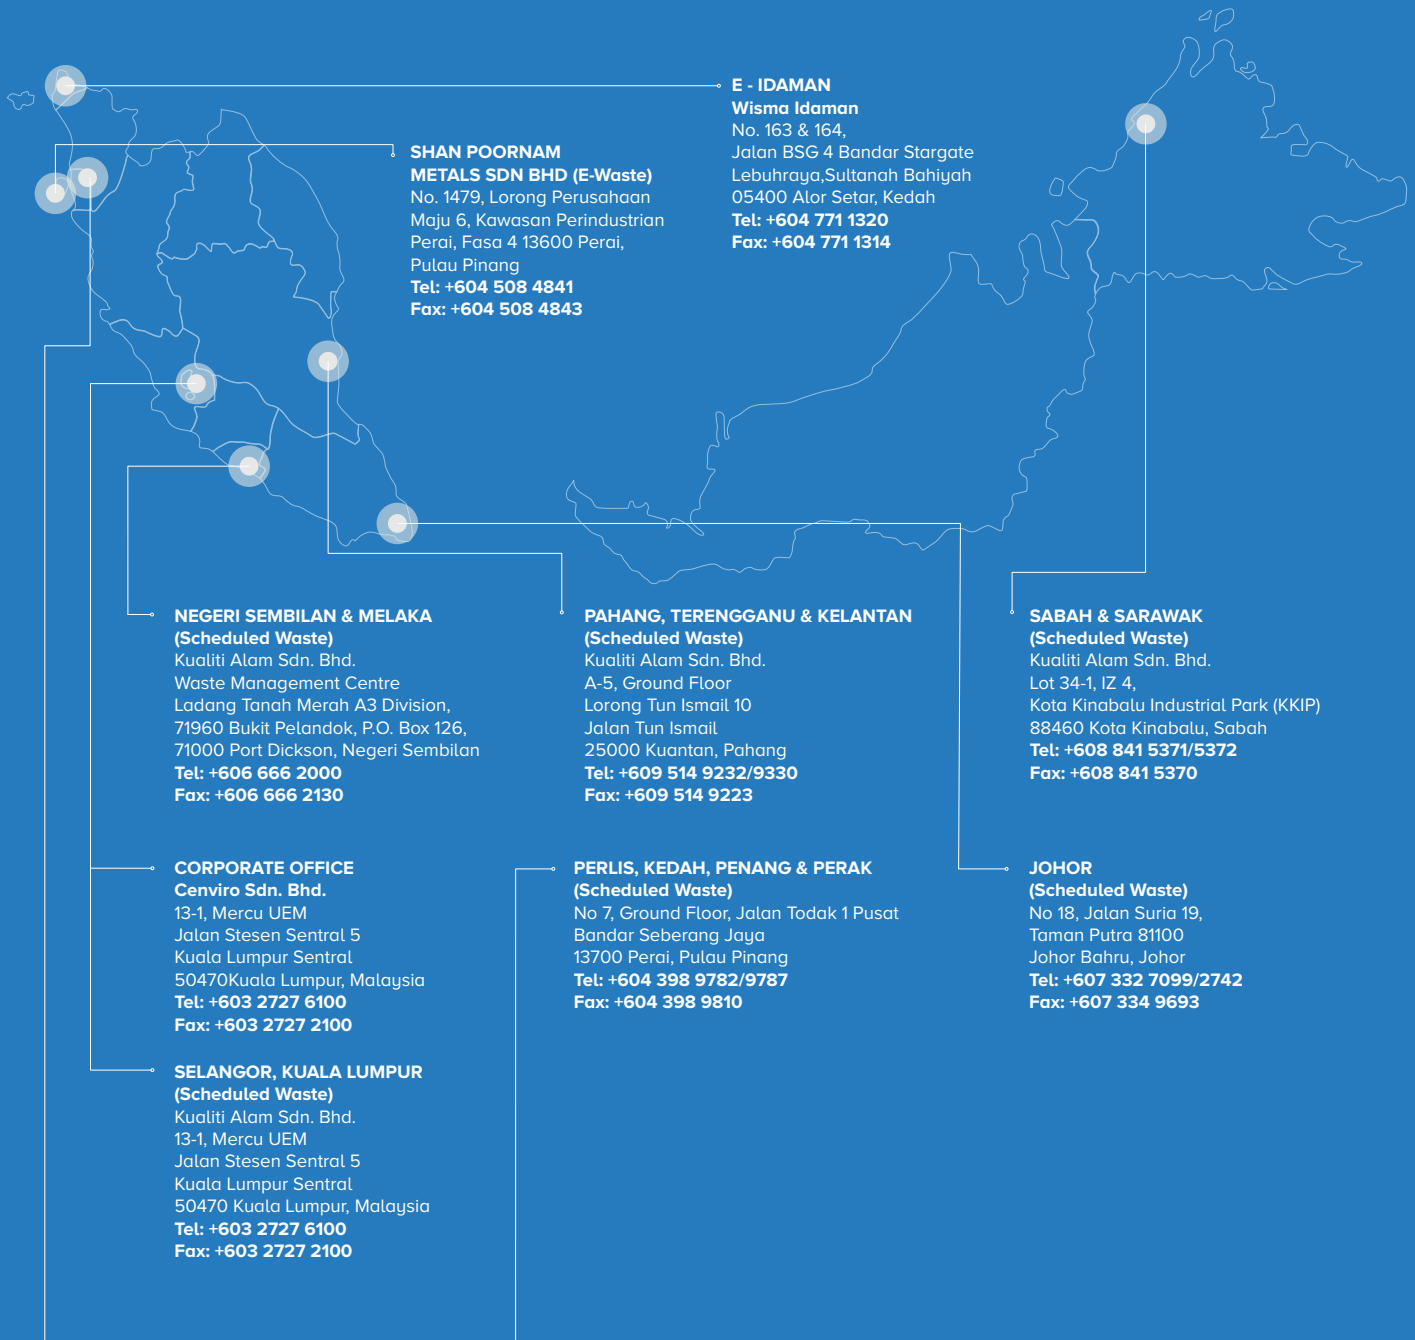 E - IDAMAN
Wisma Idaman
No. 163 & 164,
Jalan BSG 4 Bandar Stargate
Lebuhraya,Sultanah Bahiyah
05400 Alor Setar, Kedah
Tel: +604 771 1320
Fax: +604 771 1314
SHAN POORNAM
METALS SDN BHD (E-Waste)
No. 1479, Lorong Perusahaan
Maju 6, Kawasan Perindustrian
Perai, Fasa 4 13600 Perai,
Pulau Pinang
Tel: +604 508 4841
Fax: +604 508 4843
NEGERI SEMBILAN & MELAKA
(Scheduled Waste)
Kualiti Alam Sdn. Bhd.
Waste Management Centre
Ladang Tanah Merah A3 Division,
71960 Bukit Pelandok, P.O. Box 126,
71000 Port Dickson, Negeri Sembilan
Tel: +606 666 2000
Fax: +606 666 2130
PAHANG, TERENGGANU & KELANTAN
(Scheduled Waste)
Kualiti Alam Sdn. Bhd.
A-5, Ground Floor
Lorong Tun Ismail 10
Jalan Tun Ismail
25000 Kuantan, Pahang
Tel: +609 514 9232/9330
Fax: +609 514 9223
SABAH & SARAWAK
(Scheduled Waste)
Kualiti Alam Sdn. Bhd.
Lot 34-1, IZ 4,
Kota Kinabalu Industrial Park (KKIP)
88460 Kota Kinabalu, Sabah
Tel: +608 841 5371/5372
Fax: +608 841 5370
CORPORATE OFFICE
Cenviro Sdn. Bhd.
13-1, Mercu UEM
Jalan Stesen Sentral 5
Kuala Lumpur Sentral
50470Kuala Lumpur, Malaysia
Tel: +603 2727 6100
Fax: +603 2727 2100
PERLIS, KEDAH, PENANG & PERAK
(Scheduled Waste)
No 7, Ground Floor, Jalan Todak 1 Pusat
Bandar Seberang Jaya
13700 Perai, Pulau Pinang
Tel: +604 398 9782/9787
Fax: +604 398 9810
JOHOR
(Scheduled Waste)
No 18, Jalan Suria 19,
Taman Putra 81100
Johor Bahru, Johor
Tel: +607 332 7099/2742
Fax: +607 334 9693
SELANGOR, KUALA LUMPUR
(Scheduled Waste)
Kualiti Alam Sdn. Bhd.
13-1, Mercu UEM
Jalan Stesen Sentral 5
Kuala Lumpur Sentral
50470 Kuala Lumpur, Malaysia
Tel: +603 2727 6100
Fax: +603 2727 2100